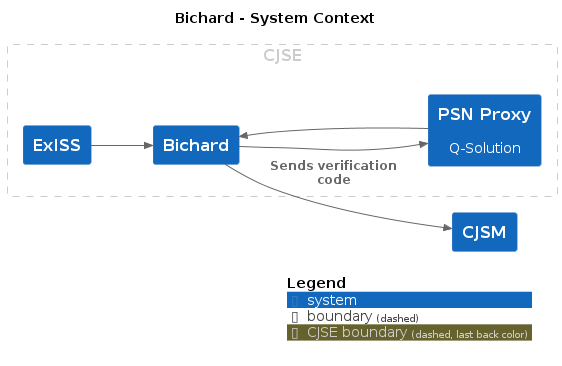 Bichard - System Context
CJSE
ExISS
Bichard
PSN Proxy
Q-Solution
Sends verification
code
CJSM
Legend
system
boundary (dashed)
CJSE boundary (dashed, last back color)